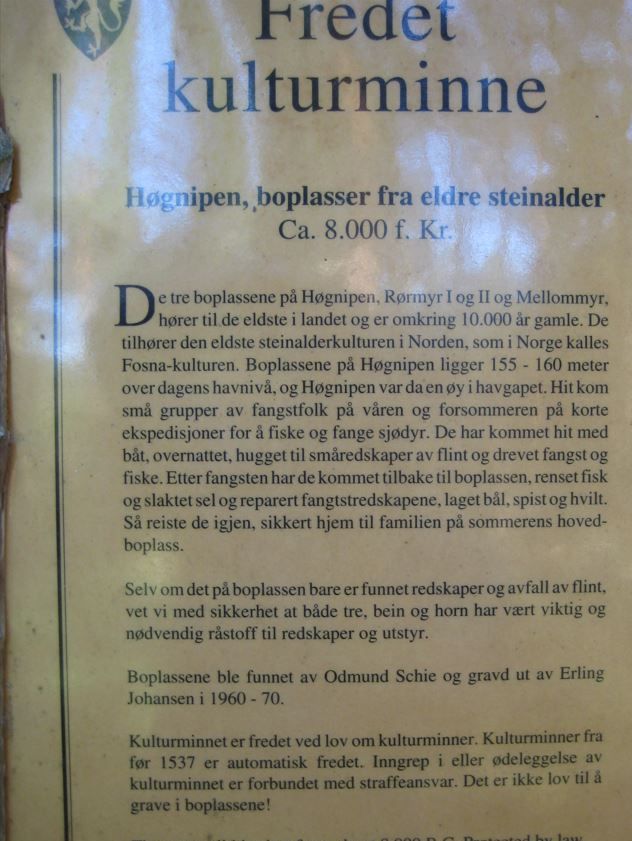 Fredet
kulturminne
Høgnipen, boplasser fra eldre steinalder
Ca. 8.000 f. Kr.
De tre boplassene på Høgnipen, Rørmyr I og II og Mellommyr,
hører til de eldste i landet og er omkring 10.000 år gamle. De
tilhører den eldste steinalderkulturen i Norden, som i Norge kalles
Fosna-kulturen. Boplassene på Høgnipen ligger 155 - 160 meter
over dagens havnivå, og Høgnipen var da en øy i havgapet. Hit kom
små grupper av fangstfolk på våren og forsommeren på korte
ekspedisjoner for å fiske og fange sjødyr. De har kommet hit med
båt, overnattet, hugget til småredskaper av flint og drevet fangst og
fiske. Etter fangsten har de kommet tilbake til boplassen, renset fisk
og slaktet sel og reparert fangtstredskapene, laget bål, spist og hvilt.
Så reiste de igjen, sikkert hjem til familien på sommerens hoved-
boplass.
Selv om det på boplassen bare er funnet redskaper og avfall av flint,
vet vi med sikkerhet at både tre, bein og horn har vært viktig og
nødvendig råstoff til redskaper og utstyr.
Boplassene ble funnet av Odmund Schie og gravd ut av Erling
Johansen i 1960 - 70.
Kulturminnet er fredet ved lov om kulturminner. Kulturminner fra
før 1537 er automatisk fredet. Inngrep i eller ødeleggelse av
kulturminnet er forbundet med straffeansvar. Det er ikke lov til å
grave i boplassene!
8.000 B.C. Protected by law